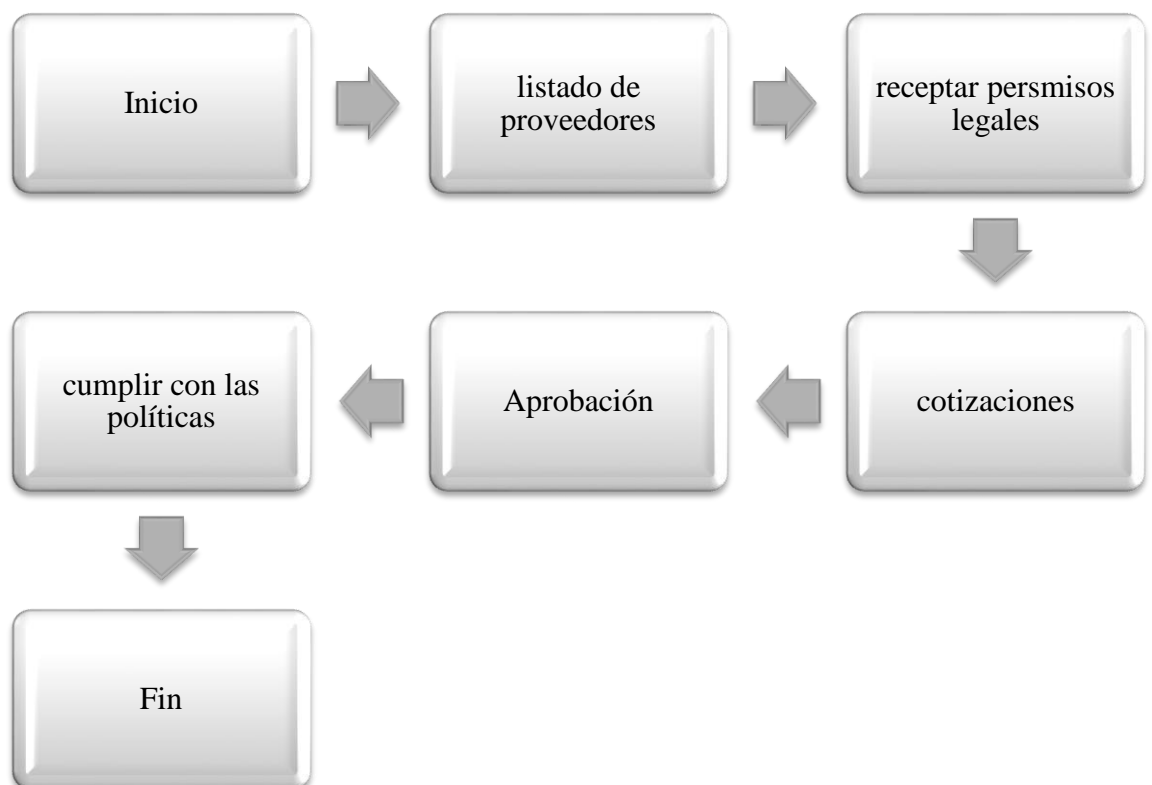 Inicio
listado de
proveedores
receptar persmisos
legales
cotizaciones
Aprobación
cumplir con las
políticas
Fin